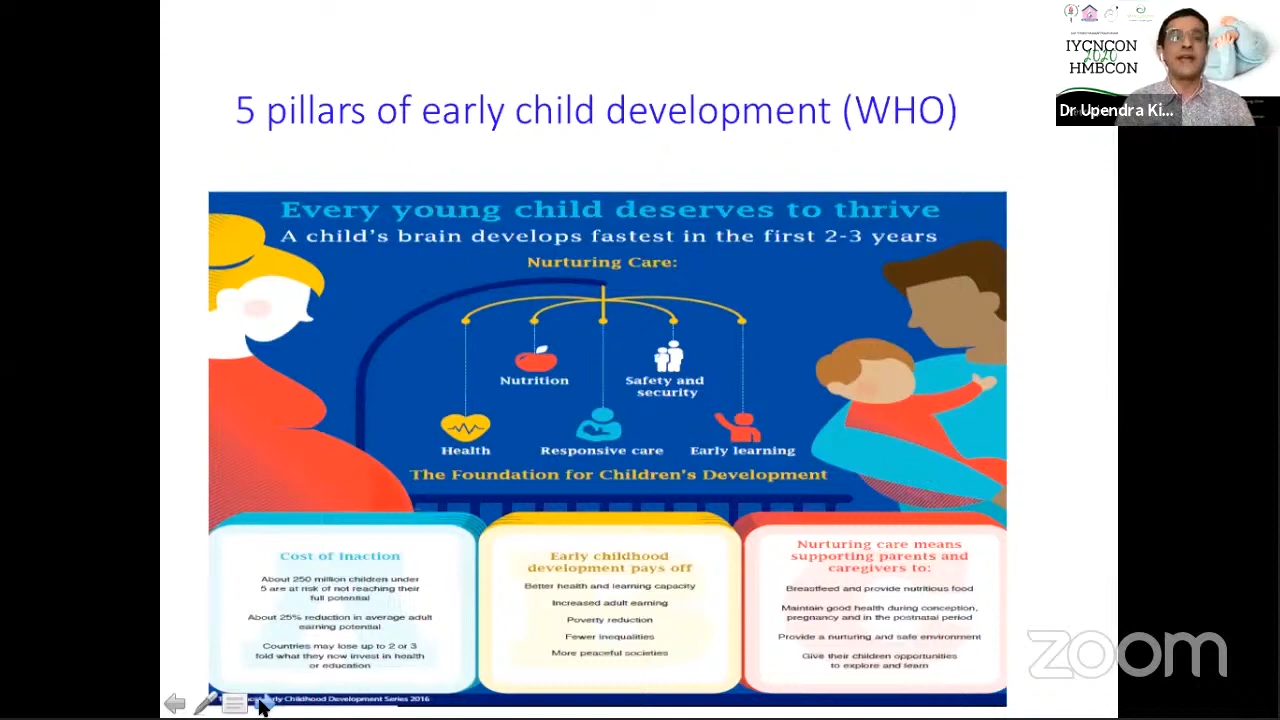 5 pillars of early child development (WHO)
IYCNCON
2020
HMBCON
Dr Upendra Ki...
Every young child deserves to thrive
A child's brain develops fastest in the first 2-3 years
Nurturing Care:
Nutrition
Safety and
security
Health
Responsive care
Early learning
The Foundation for Children's Development
Cost of inaction
About 250 million children under
5 are at risk of not reaching their
full potential
About 25% reduction in average adult
earning potential
Countries may lose up to 2 or 3
fold what they now invest in health
or education
Early childhood
development pays off
Better health and learning capacity
Increased adult earning
Poverty reduction
Fewer inequalities
More peaceful societies
Nurturing care means
supporting parents and
caregivers to:
Breastfeed and provide nutritious food
Maintain good health during conception,
pregnancy and in the postnatal period
Provide a nurturing and safe environment
Give their children opportunities
to explore and learn
Early Childhood Development Series 2016
zoom